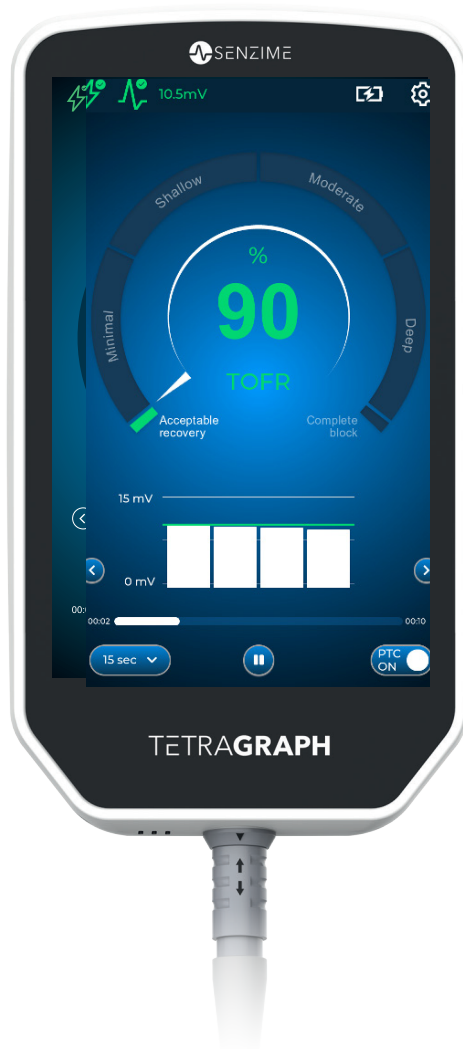 SENZIME
10.5mV
Shallow
Moderate
Minimal
Deep
%
90
TOFR
Acceptable
recovery
Complete
block
15 mV
0 mV
00:
00:02
00:10
15 sec
PTC
ON
TETRAGRAPH